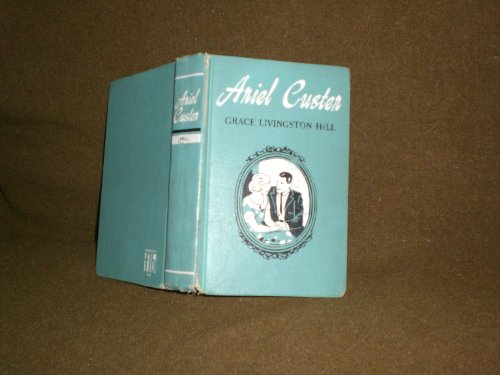 Ariel
Custer
HILL
Ariel Custer
GRACE LIVINGSTON HILL